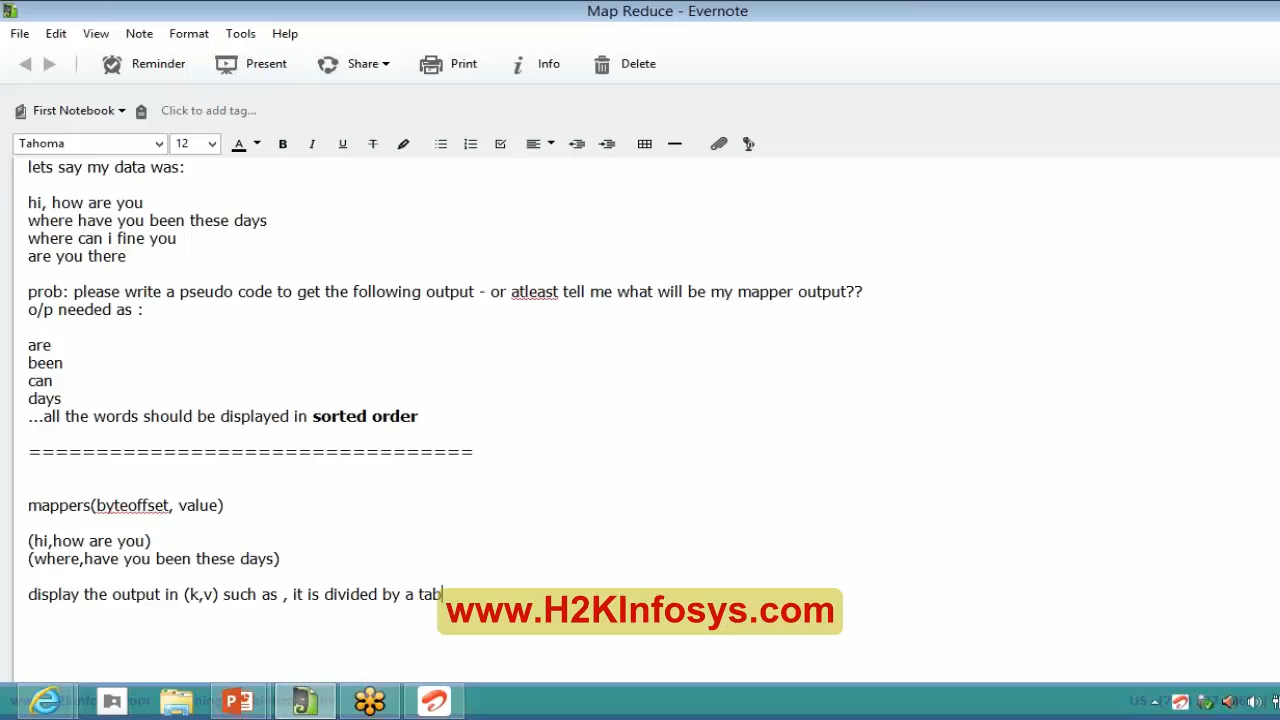 Map Reduce - Evernote
File Edit View Note Format Tools Help
Reminder Present Share Print Info Delete
First Notebook Click to add tag...
Tahoma 12 A B I U T
lets say my data was:
hi, how are you
where have you been these days
where can i fine you
are you there
prob: please write a pseudo code to get the following output - or atleast tell me what will be my mapper output??
o/p needed as :
are
been
can
days
...all the words should be displayed in sorted order
=================================
mappers(byteoffset, value)
(hi,how are you)
(where,have you been these days)
display the output in (k,v) such as , it is divided by a tab
www.H2KInfosys.com
US